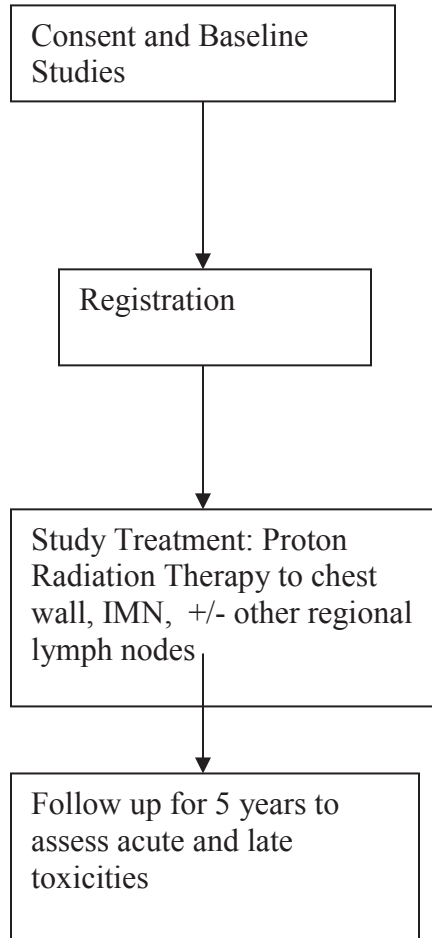 Consent and Baseline
Studies
Registration
Study Treatment: Proton
Radiation Therapy to chest
wall, IMN,  +/- other regional
lymph nodes
Follow up for 5 years to
assess acute and late
toxicities